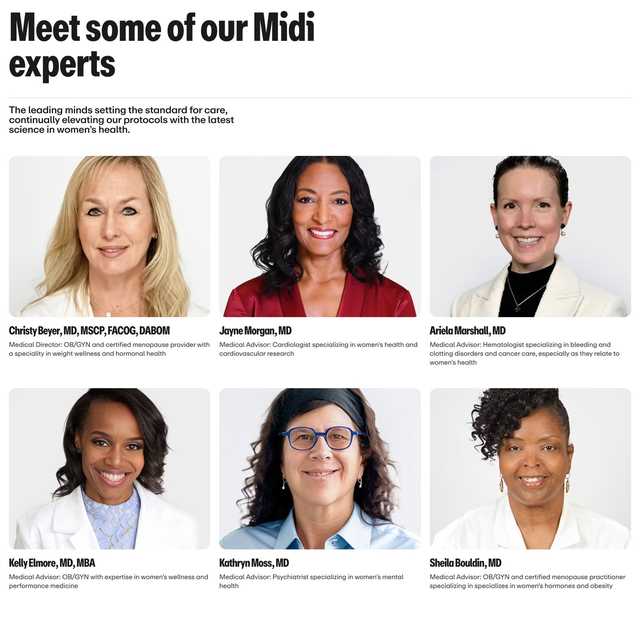 Meet some of our Midi
experts
The leading minds setting the standard for care,
continually elevating our protocols with the latest
science in women's health.
Christy Beyer, MD, MSCP, FACOG, DABOM
Medical Director: OB/GYN and certified menopause provider with
a speciality in weight wellness and hormonal health
Jayne Morgan, MD
Medical Advisor: Cardiologist specializing in women's health and
cardiovascular research
Ariela Marshall, MD
Medical Advisor: Hematologist specializing in bleeding and
clotting disorders and cancer care, especially as they relate to
women's health
Kelly Elmore, MD, MBA
Medical Advisor: OB/GYN with expertise in women's wellness and
performance medicine
Kathryn Moss, MD
Medical Advisor: Psychiatrist specializing in women's mental
health
Sheila Bouldin, MD
Medical Advisor: OB/GYN and certified menopause practitioner
specializing in specializes in women's hormones and obesity